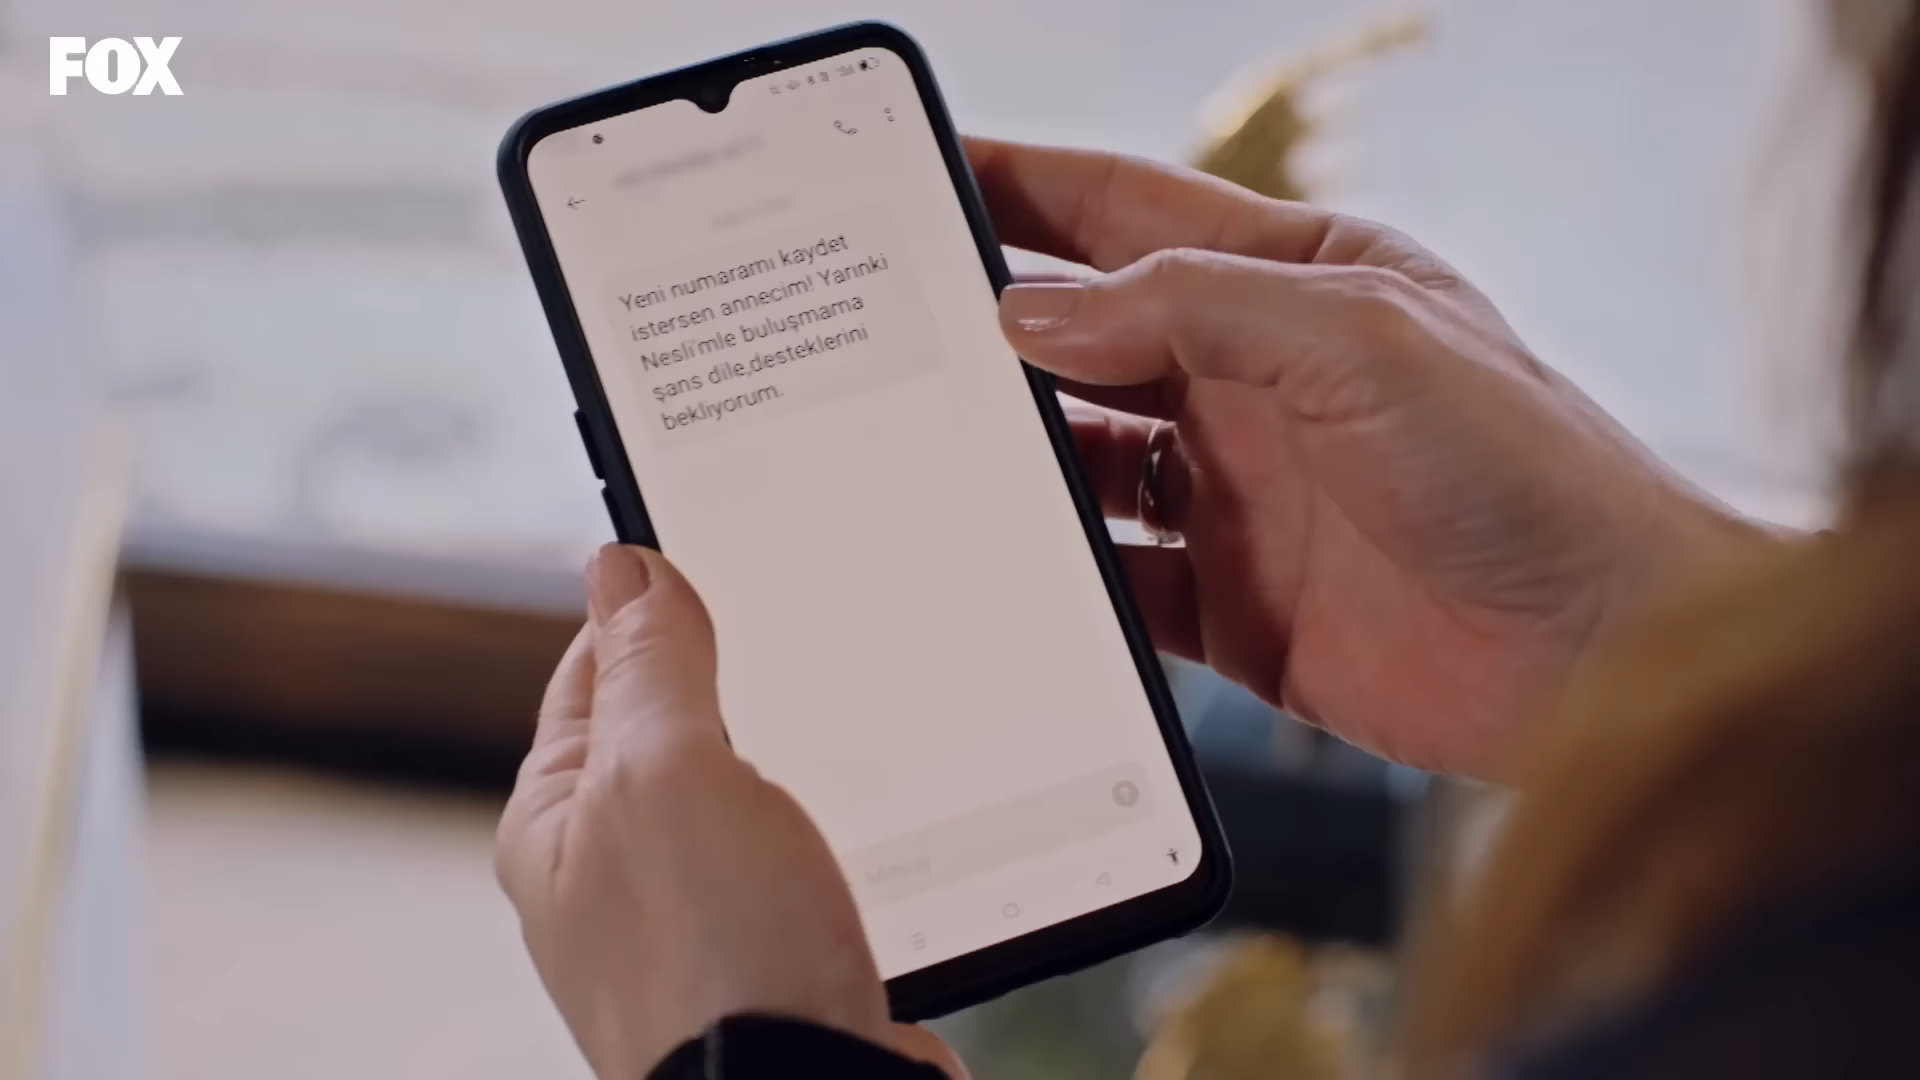 FOX
Yeni numaramı kaydet
istersen annecim! Yarınki
Nesli'mle buluşmama
şans dile,desteklerini
bekliyorum.